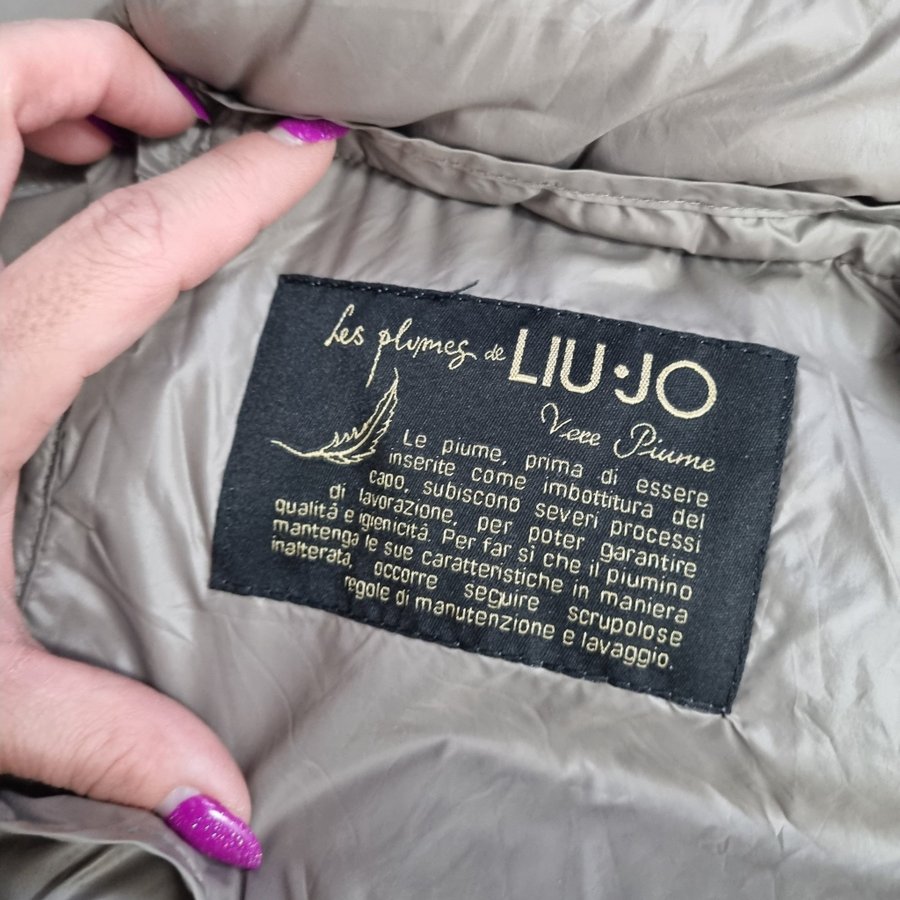 Les plumes de LIU·JO
Vere Piume
Le piume, prima di essere
inserite come imbottitura del
capo, subiscono severi processi
di lavorazione, per poter garantire
qualitá e igienicitá. Per far sì che il piumino
mantenga le sue caratteristiche in maniera
inalterata, occorre seguire scrupolose
regole di manutenzione e lavaggio.